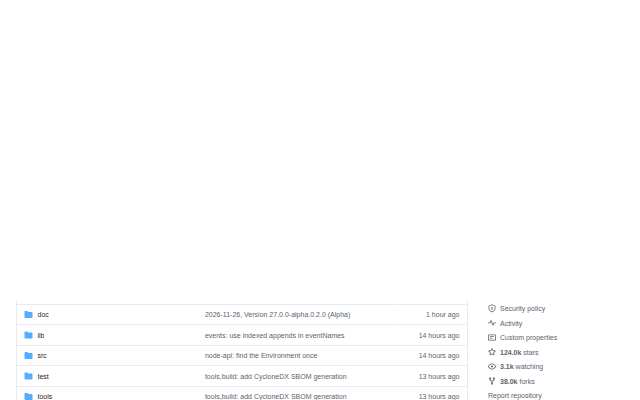 doc 2026-11-26, Version 27.0.0-alpha.0.2.0 (Alpha) 1 hour ago
lib events: use indexed appends in eventNames 14 hours ago
src node-api: find the Environment once 14 hours ago
test tools,build: add CycloneDX SBOM generation 13 hours ago
tools tools,build: add CycloneDX SBOM generation 13 hours ago
Security policy
Activity
Custom properties
124.0k stars
3.1k watching
38.0k forks
Report repository